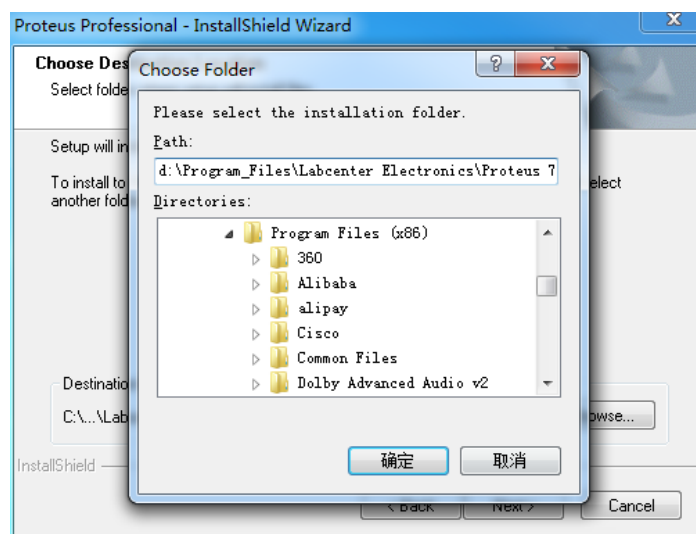 Proteus Professional - InstallShield Wizard
Choose Des
Select folde
Choose Folder
Please select the installation folder.
Path:
d:\Program_Files\Labcenter Electronics\Proteus 7
Directories:
Program Files (x86)
360
Alibaba
alipay
Cisco
Common Files
Dolby Advanced Audio v2
确定
取消
Setup will in
To install to
elect
another fold
Destinatio
C:\...\Lab
owse...
InstallShield
< Back
Next >
Cancel